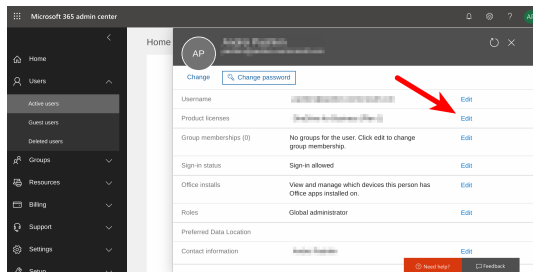 Microsoft 365 admin center
?
AP
Home
Users
Active users
Guest users
Deleted users
Groups
Resources
Billing
Support
Settings
Setup
Home
AP
Change
Change password
Username Edit
Product licenses Edit
Group memberships (0) No groups for the user. Click edit to change Edit
group membership.
Sign-in status Sign-in allowed Edit
Office installs View and manage which devices this person has Edit
Office apps installed on.
Roles Global administrator Edit
Preferred Data Location
Contact information Edit
Need help?
Feedback